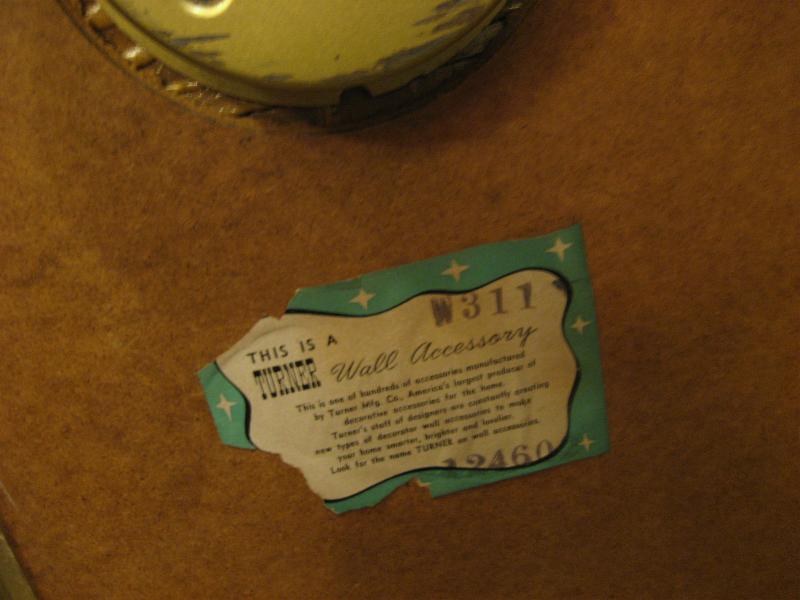 W311
THIS IS A
TURNER Wall Accessory
This is one of hundreds of accessories manufactured
by Turner Mfg. Co., America's largest producer of
decorative accessories for the home.
Turner's staff of designers are constantly creating
new types of decorator wall accessories to make
your home smarter, brighter and lovelier.
Look for the name TURNER on wall accessories.
12460